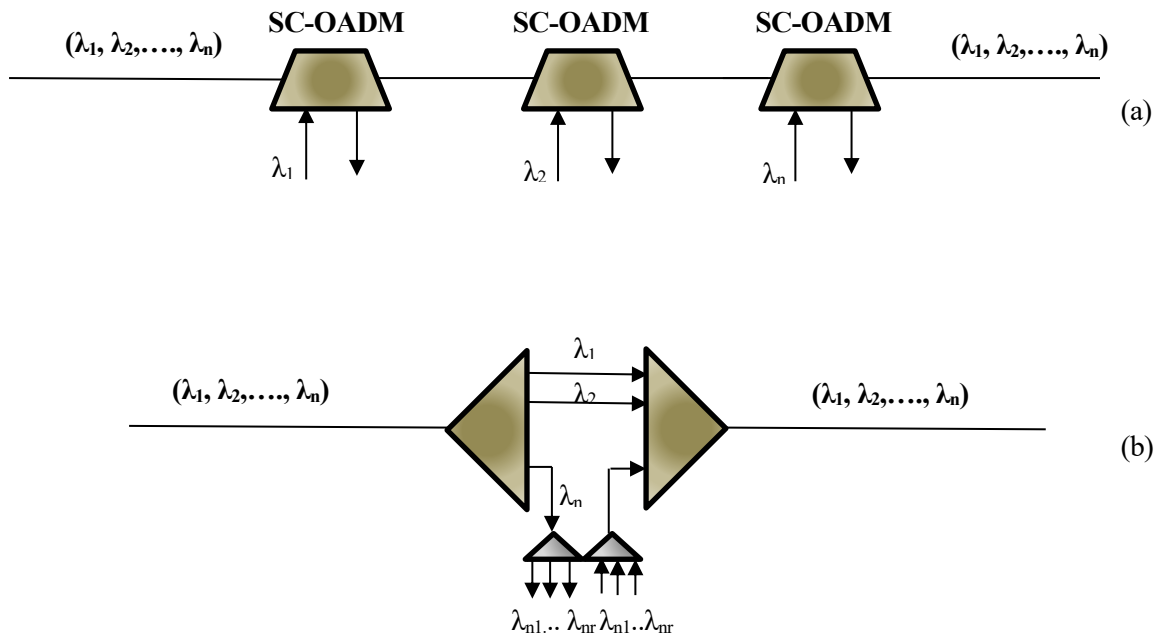 SC-OADM SC-OADM SC-OADM
(λ₁, λ₂,…., λₙ) (λ₁, λ₂,…., λₙ)
(a)
λ₁ λ₂ λₙ
λ₁
(λ₁, λ₂,…., λₙ) λ₂ (λ₁, λ₂,…., λₙ)
(b)
λₙ
λₙ₁... λₙᵣ λₙ₁..λₙᵣ